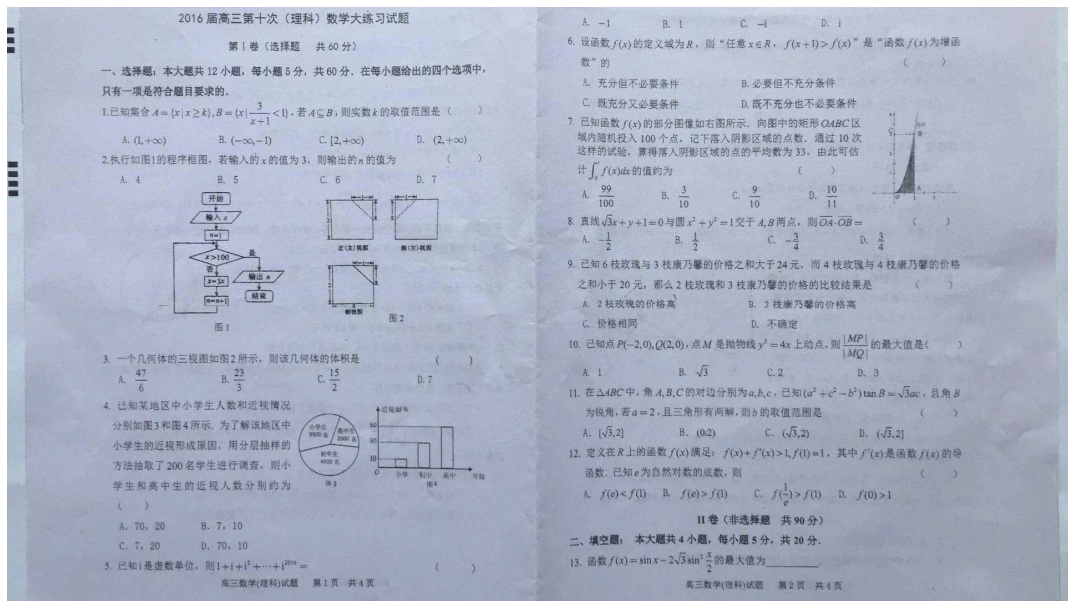 2016届高三第十次（理科）数学大练习试题
第Ⅰ卷（选择题 共60分）
一、选择题：本大题共12小题，每小题5分，共60分．在每小题给出的四个选项中，
只有一项是符合题目要求的．
1.已知集合 A={x|x≥k},B={x|3/(x+1)<1}，若A⊆B，则实数k的取值范围是（ ）
A.(1,+∞) B.(-∞,-1) C.[2,+∞) D.(2,+∞)
2.执行如图1的程序框图，若输入的x的值为3，则输出的n的值为（ ）
A. 4 B. 5 C. 6 D. 7
开始
输入x
n=1
x>100
是
否
x=3x
输出n
n=n+1
结束
图1
正(主)视图 侧(左)视图
俯视图
图2
3. 一个几何体的三视图如图2所示，则该几何体的体积是（ ）
A. 47/6 B. 23/3 C. 15/2 D.7
4. 已知某地区中小学生人数和近视情况
分别如图3和图4所示．为了解该地区中
小学生的近视形成原因，用分层抽样的
方法抽取了200名学生进行调查，则小
学生和高中生的近视人数分别约为
（ ）
小学生
3500名
高中生
2000名
初中生
4500名
图3
近视率/%
50
30
10
0
小学 初中 高中 年级
图4
A. 70, 20 B. 7, 10
C. 7, 20 D. 70, 10
5. 已知i是虚数单位，则1+i+i²+⋯+i²⁰¹⁶=（ ）
高三数学(理科)试题 第1页 共4页
A. -1 B. 1 C. -i D. i
6. 设函数f(x)的定义域为R，则“任意x∈R，f(x+1)>f(x)”是“函数f(x)为增函
数”的（ ）
A. 充分但不必要条件 B.必要但不充分条件
C. 既充分又必要条件 D.既不充分也不必要条件
7. 已知函数f(x)的部分图像如右图所示．向图中的矩形OABC区
域内随机投入100个点，记下落入阴影区域的点数．通过10次
这样的试验，算得落入阴影区域的点的平均数为33，由此可估
计∫₀¹f(x)dx的值约为（ ）
A. 99/100 B. 3/10 C. 9/10 D. 10/11
C B
A
8. 直线√3x+y+1=0与圆x²+y²=1交于A,B两点，则OA·OB=（ ）
A. -1/2 B. 1/2 C. -3/4 D. 3/4
9. 已知6枝玫瑰与3枝康乃馨的价格之和大于24元，而4枝玫瑰与4枝康乃馨的价格
之和小于20元，那么2枝玫瑰和3枝康乃馨的价格的比较结果是（ ）
A. 2枝玫瑰的价格高 B. 3枝康乃馨的价格高
C. 价格相同 D. 不确定
10. 已知点P(-2,0),Q(2,0)，点M是抛物线y²=4x上动点，则|MP|/|MQ|的最大值是（ ）
A. 1 B. √3 C.2 D. 3
11. 在△ABC中，角A,B,C的对边分别为a,b,c，已知(a²+c²-b²)tanB=√3ac，且角B
为锐角，若a=2，且三角形有两解，则b的取值范围是（ ）
A. [√3,2] B. (0,2) C. (√3,2) D. (√3,2]
12. 定义在R上的函数f(x)满足：f(x)+f′(x)>1,f(1)=1，其中f′(x)是函数f(x)的导
函数．已知e为自然对数的底数，则（ ）
A. f(e)<f(1) B. f(e)>f(1) C. f(1/e)>f(1) D. f(0)>1
II卷（非选择题 共90分）
二、填空题： 本大题共4小题，每小题5分，共20分．
13. 函数f(x)=sinx-2√3sin²x/2的最大值为________．
高三数学(理科)试题 第2页 共4页